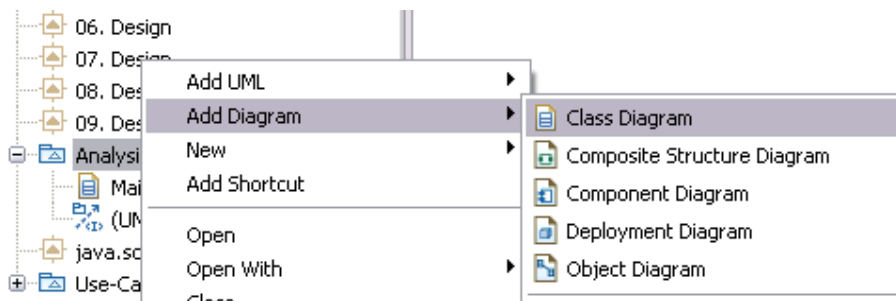 06. Design
07. Design
08. Des
09. Des
Analysi
Mai
(UM
java.sc
Use-Ca
Add UML
Add Diagram
New
Add Shortcut
Open
Open With
Close
Class Diagram
Composite Structure Diagram
Component Diagram
Deployment Diagram
Object Diagram